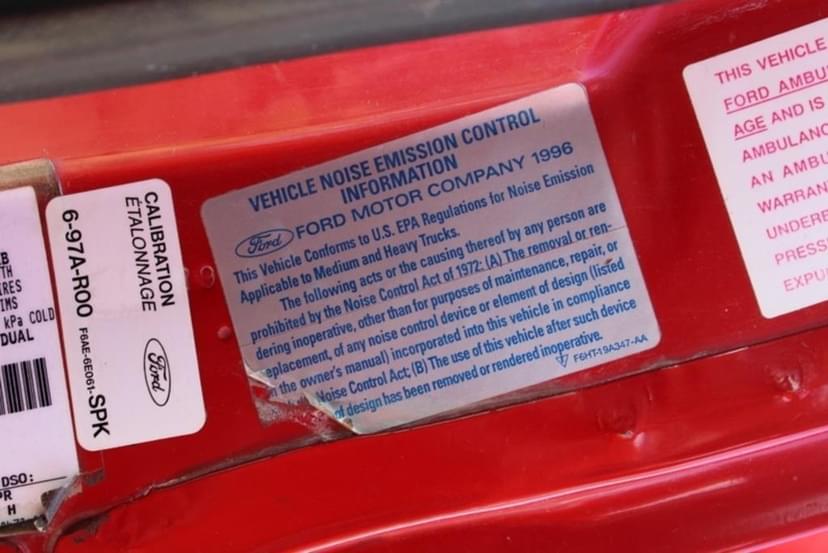 B
TH
IRES
IMS
kPa COLD
DUAL
DSO:
PR
H
CALIBRATION
ÉTALONNAGE
Ford
6-97A-R00
F6AE-6E061-SPK
VEHICLE NOISE EMISSION CONTROL
INFORMATION
Ford FORD MOTOR COMPANY 1996
This Vehicle Conforms to U.S. EPA Regulations for Noise Emission
Applicable to Medium and Heavy Trucks.
The following acts or the causing thereof by any person are
prohibited by the Noise Control Act of 1972: (A) The removal or ren-
dering inoperative, other than for purposes of maintenance, repair, or
eplacement, of any noise control device or element of design (listed
n the owner's manual) incorporated into this vehicle in compliance
Noise Control Act; (B) The use of this vehicle after such device
of design has been removed or rendered inoperative.
F6HT-19A347-AA
THIS VEHICLE
FORD AMBU
AGE AND IS
AMBULANC
AN AMBU
WARRAN
UNDERE
PRESS
EXPU